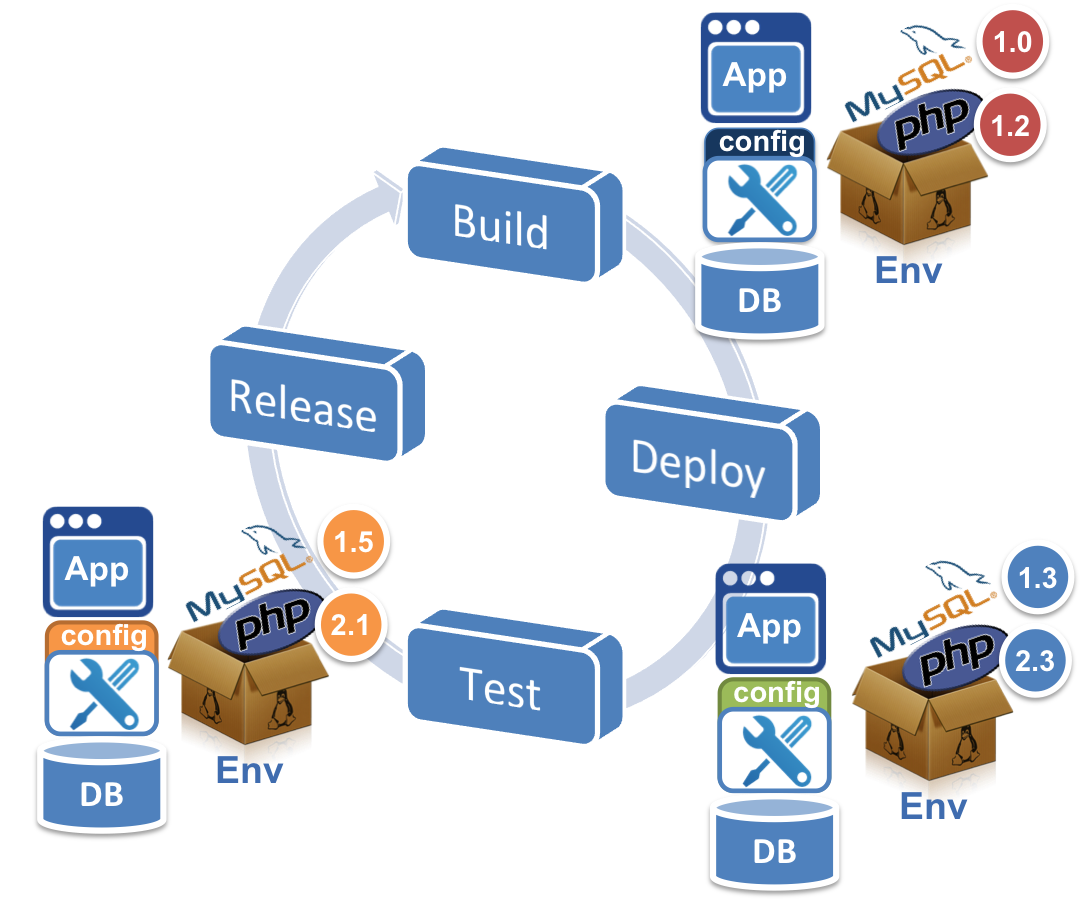 App
config
DB
MySQL®
php
1.0
1.2
Env
Build
Deploy
Test
Release
App
config
DB
MySQL®
php
1.3
2.3
Env
App
config
DB
MySQL®
php
1.5
2.1
Env